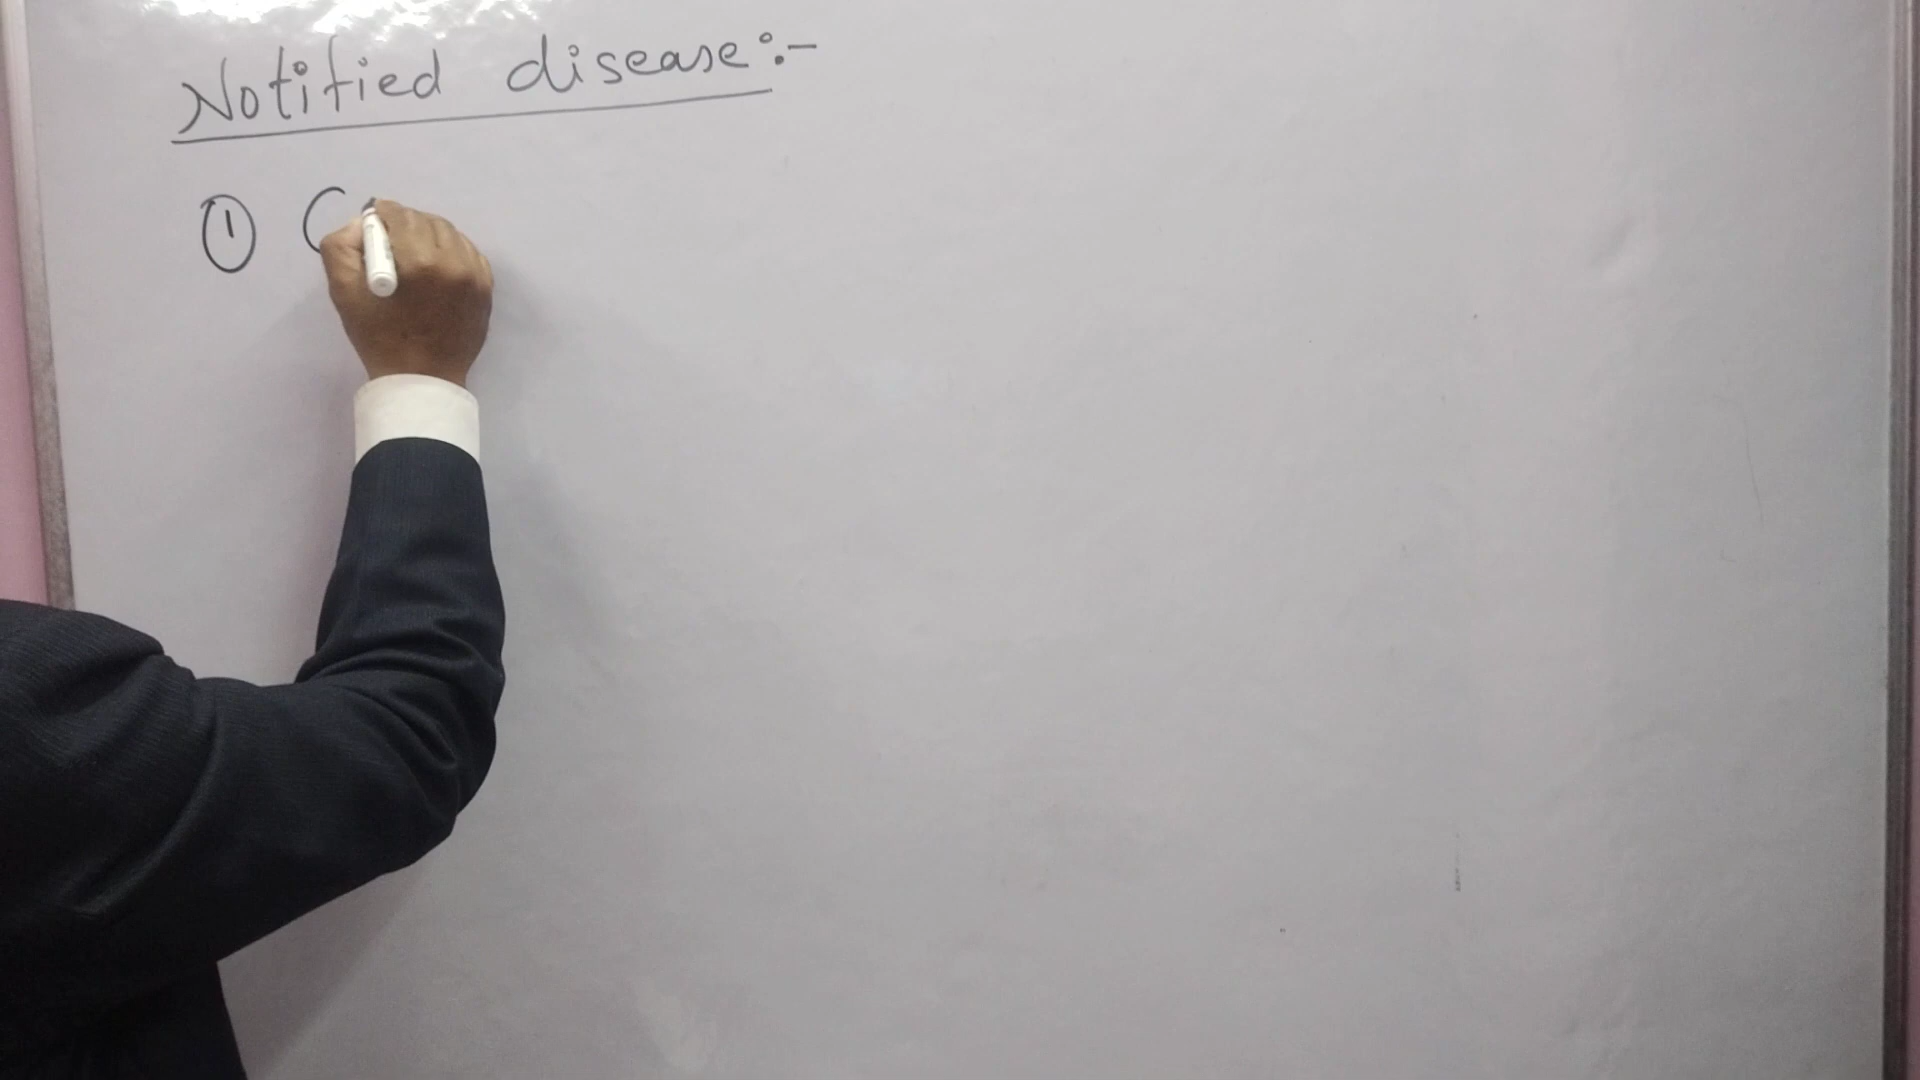 Notified disease :-
① C